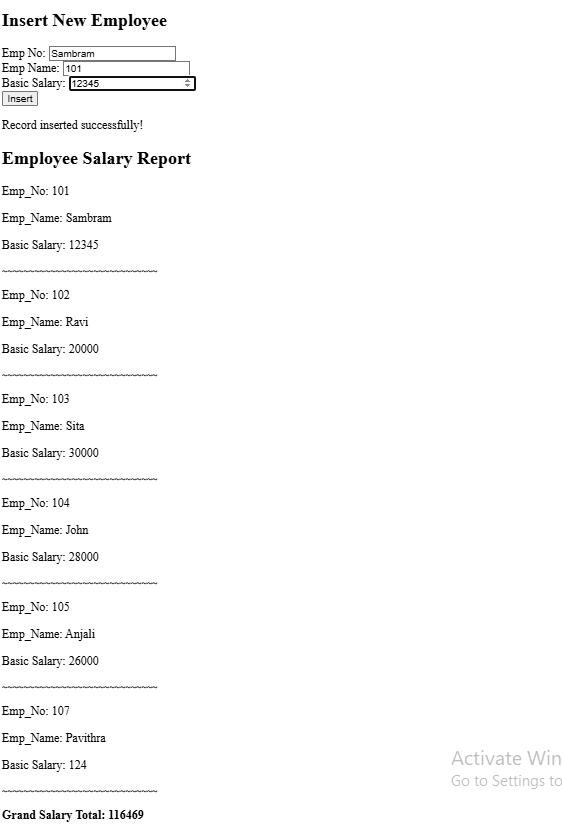 Insert New Employee
Emp No: Sambram
Emp Name: 101
Basic Salary: 12345
Insert
Record inserted successfully!
Employee Salary Report
Emp_No: 101
Emp_Name: Sambram
Basic Salary: 12345
~~~~~~~~~~~~~~~~~~~~~~~~~~~~~
Emp_No: 102
Emp_Name: Ravi
Basic Salary: 20000
~~~~~~~~~~~~~~~~~~~~~~~~~~~~~
Emp_No: 103
Emp_Name: Sita
Basic Salary: 30000
~~~~~~~~~~~~~~~~~~~~~~~~~~~~~
Emp_No: 104
Emp_Name: John
Basic Salary: 28000
~~~~~~~~~~~~~~~~~~~~~~~~~~~~~
Emp_No: 105
Emp_Name: Anjali
Basic Salary: 26000
~~~~~~~~~~~~~~~~~~~~~~~~~~~~~
Emp_No: 107
Emp_Name: Pavithra
Basic Salary: 124
~~~~~~~~~~~~~~~~~~~~~~~~~~~~~
Grand Salary Total: 116469
Activate Win
Go to Settings to